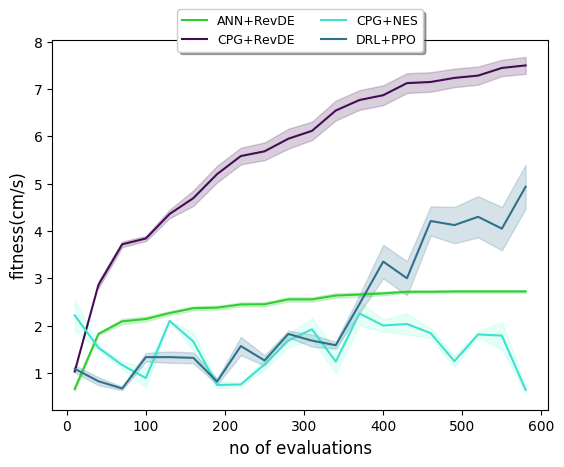 ANN+RevDE CPG+NES
CPG+RevDE DRL+PPO
8
7
6
5
4
3
2
1
fitness(cm/s)
0 100 200 300 400 500 600
no of evaluations